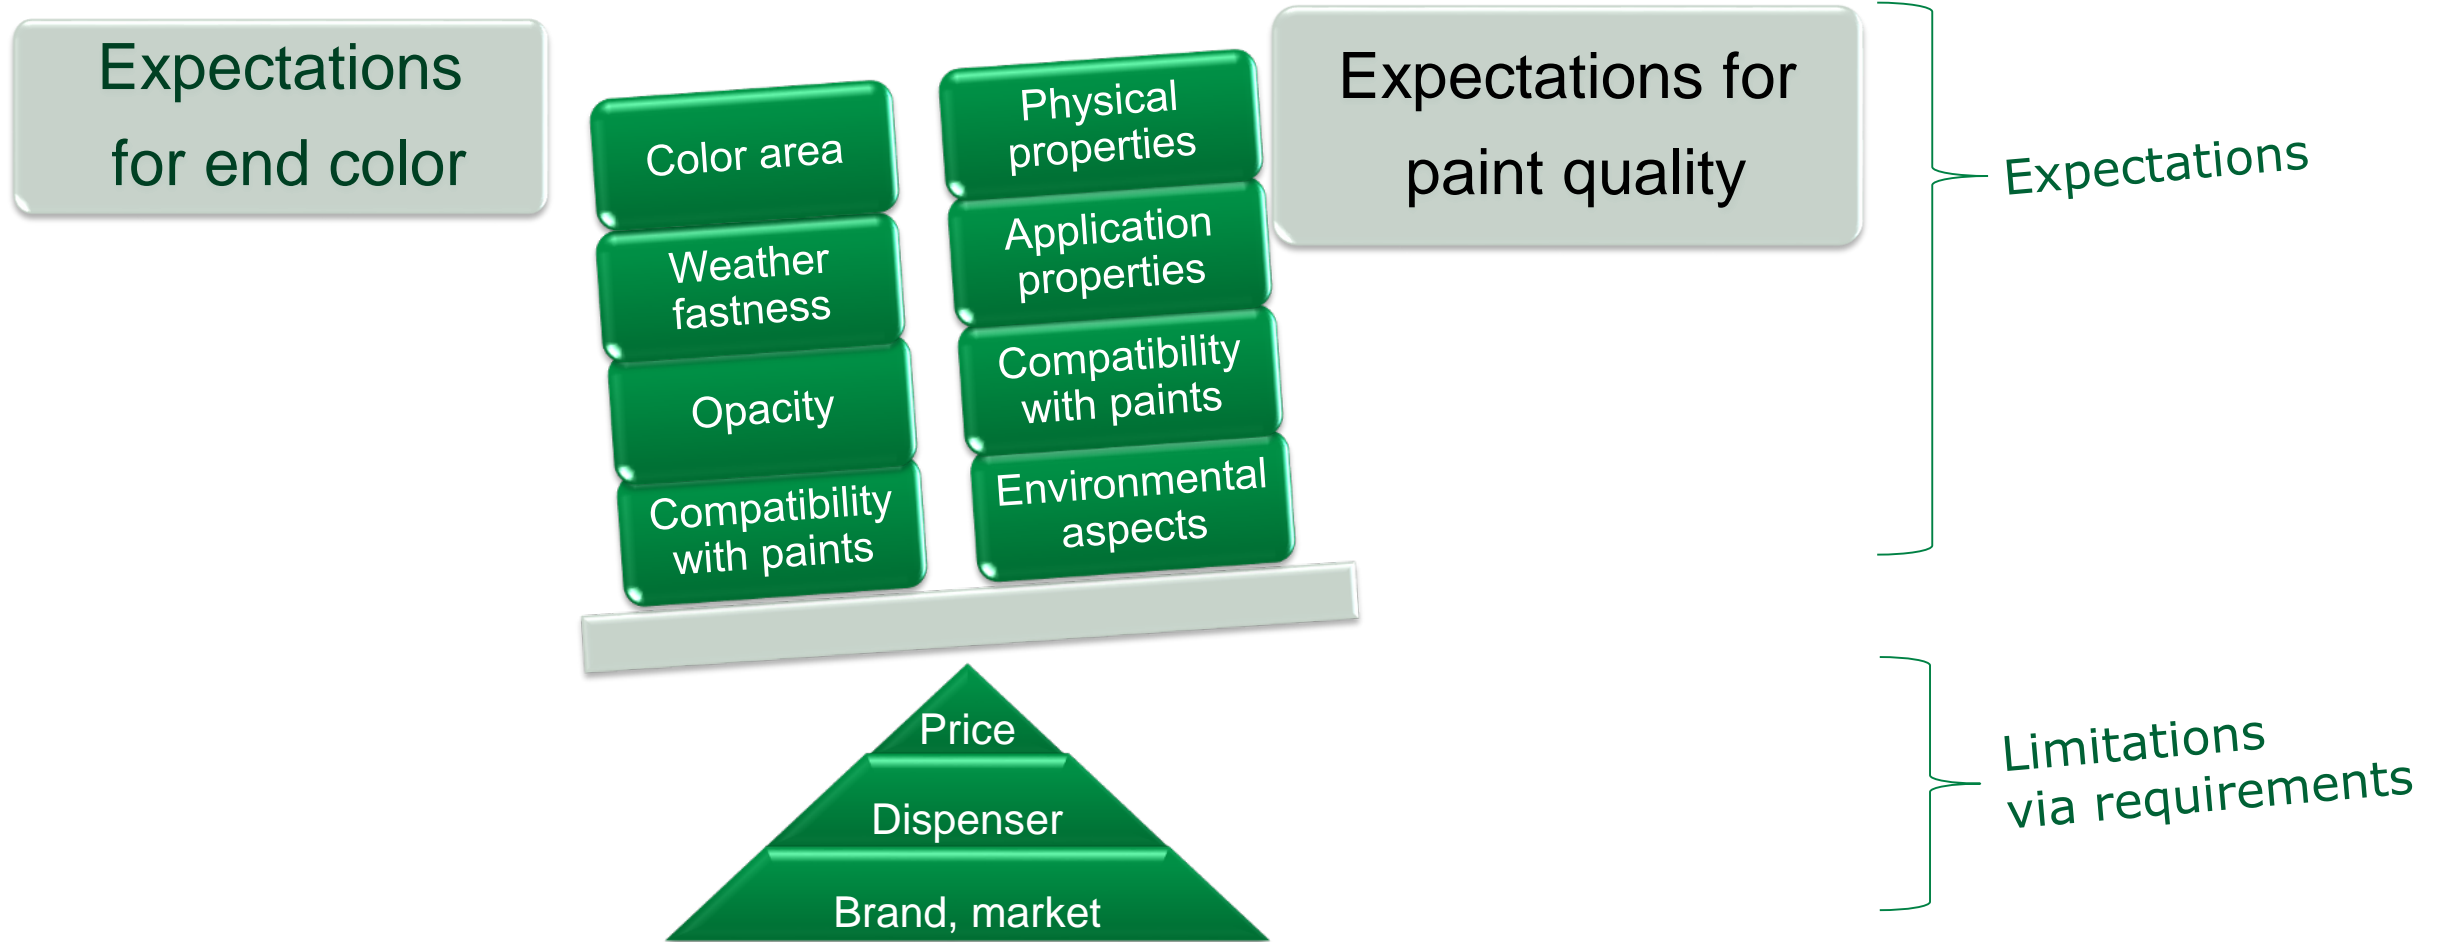 Expectations
for end color
Color area
Weather
fastness
Opacity
Compatibility
with paints
Physical
properties
Application
properties
Compatibility
with paints
Environmental
aspects
Expectations for
paint quality
Expectations
Price
Dispenser
Brand, market
Limitations
via requirements